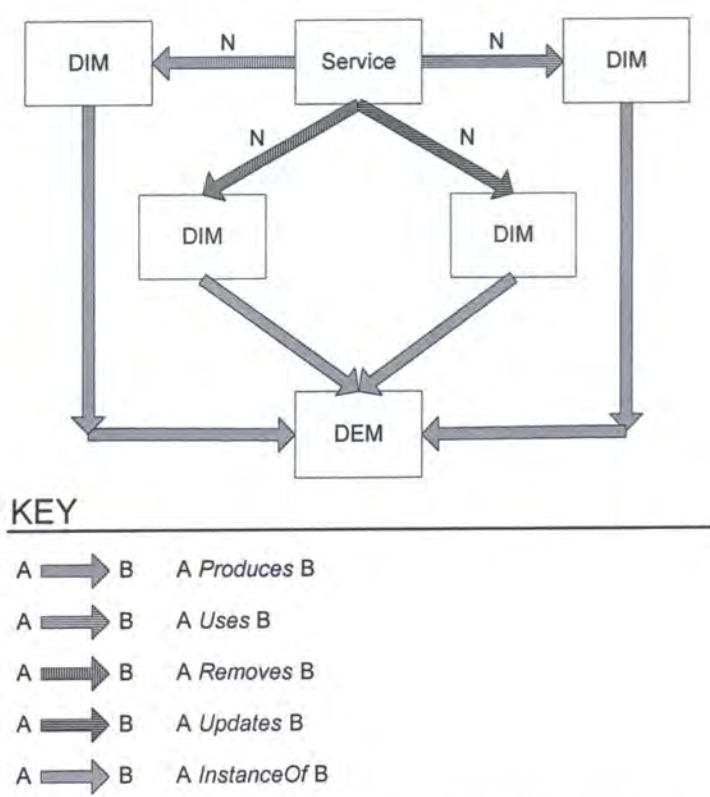 N
N
DIM
Service
DIM
N
N
DIM
DIM
DEM
KEY
A B A Produces B
A B A Uses B
A B A Removes B
A B A Updates B
A B A InstanceOf B